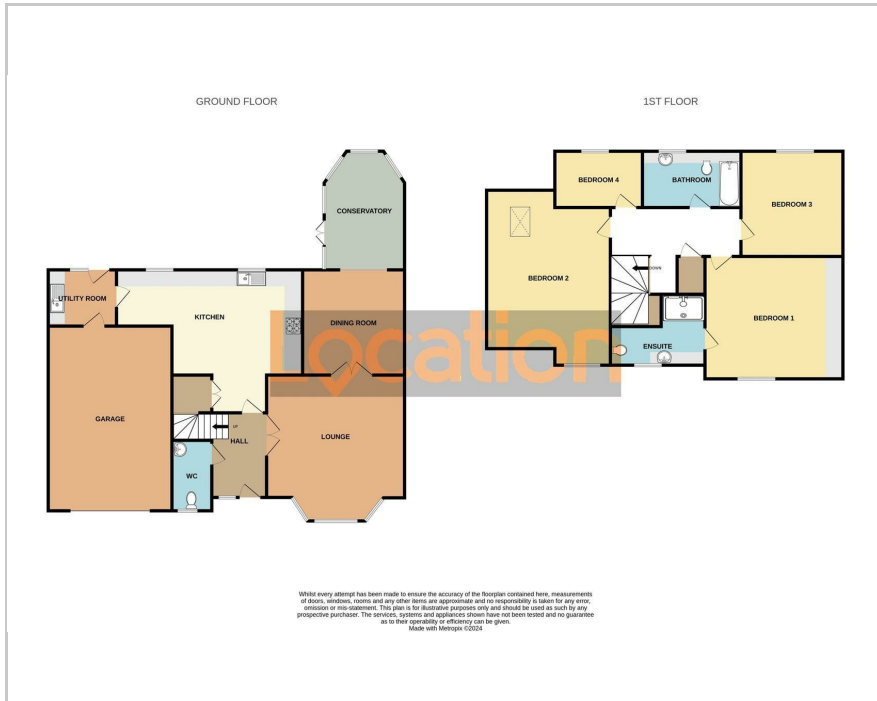 GROUND FLOOR
1ST FLOOR
CONSERVATORY
UTILITY ROOM
KITCHEN
DINING ROOM
GARAGE
UP
HALL
LOUNGE
WC
BEDROOM 4
BATHROOM
BEDROOM 3
BEDROOM 2
DOWN
BEDROOM 1
ENSUITE
Location
Whilst every attempt has been made to ensure the accuracy of the floorplan contained here, measurements
of doors, windows, rooms and any other items are approximate and no responsibility is taken for any error,
omission or mis-statement. This plan is for illustrative purposes only and should be used as such by any
prospective purchaser. The services, systems and appliances shown have not been tested and no guarantee
as to their operability or efficiency can be given.
Made with Metropix ©2024